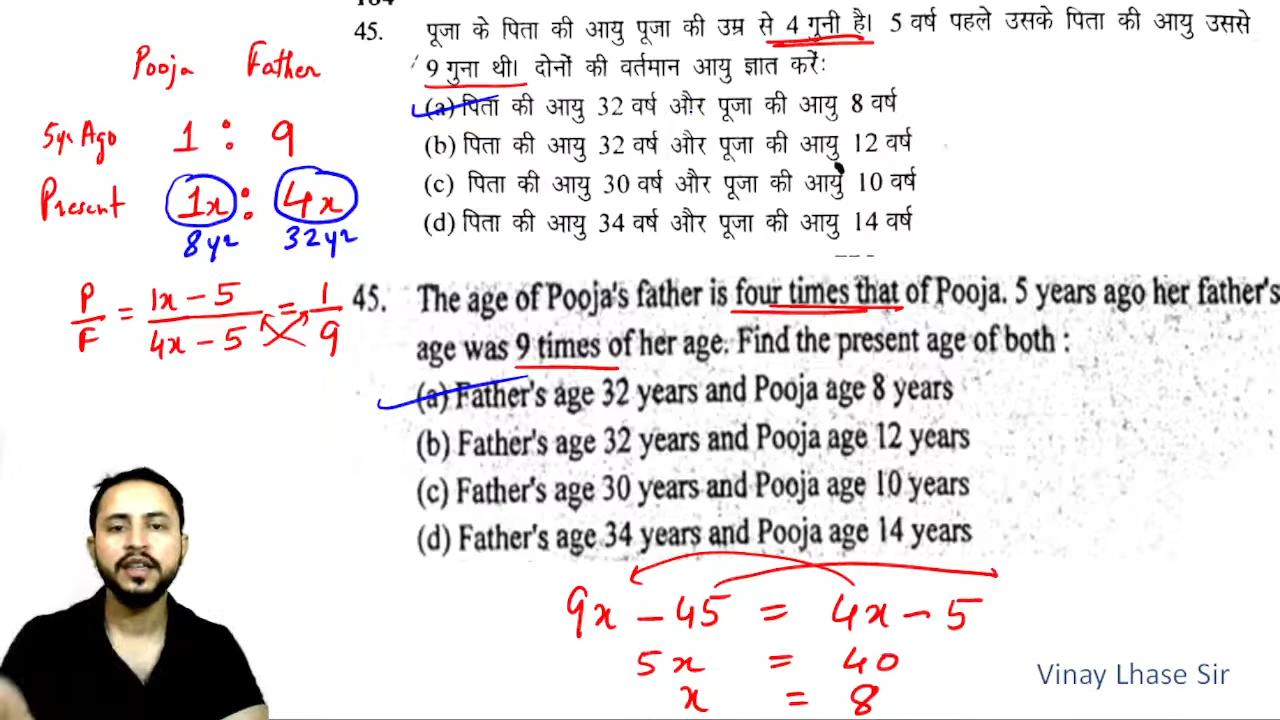 45. पूजा के पिता की आयु पूजा की उम्र से 4 गुनी है। 5 वर्ष पहले उसके पिता की आयु उससे
9 गुना थी। दोनों की वर्तमान आयु ज्ञात करें:
(a) पिता की आयु 32 वर्ष और पूजा की आयु 8 वर्ष
(b) पिता की आयु 32 वर्ष और पूजा की आयु 12 वर्ष
(c) पिता की आयु 30 वर्ष और पूजा की आयु 10 वर्ष
(d) पिता की आयु 34 वर्ष और पूजा की आयु 14 वर्ष
Pooja Father
5yr Ago 1 : 9
Present 1x : 4x
8yr 32yr
P/F = 1x - 5 / 4x - 5 = 1/9
45. The age of Pooja's father is four times that of Pooja. 5 years ago her father's
age was 9 times of her age. Find the present age of both :
(a) Father's age 32 years and Pooja age 8 years
(b) Father's age 32 years and Pooja age 12 years
(c) Father's age 30 years and Pooja age 10 years
(d) Father's age 34 years and Pooja age 14 years
9x - 45 = 4x - 5
5x = 40
x = 8
Vinay Lhase Sir